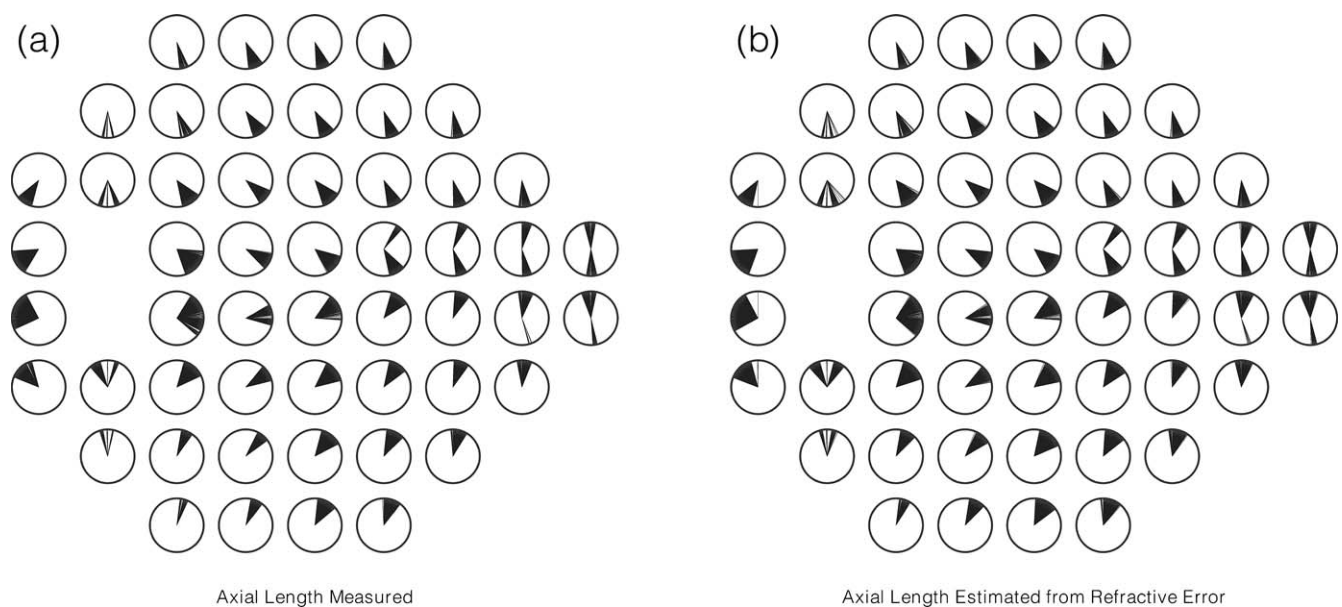 (a)
(b)
Axial Length Measured
Axial Length Estimated from Refractive Error